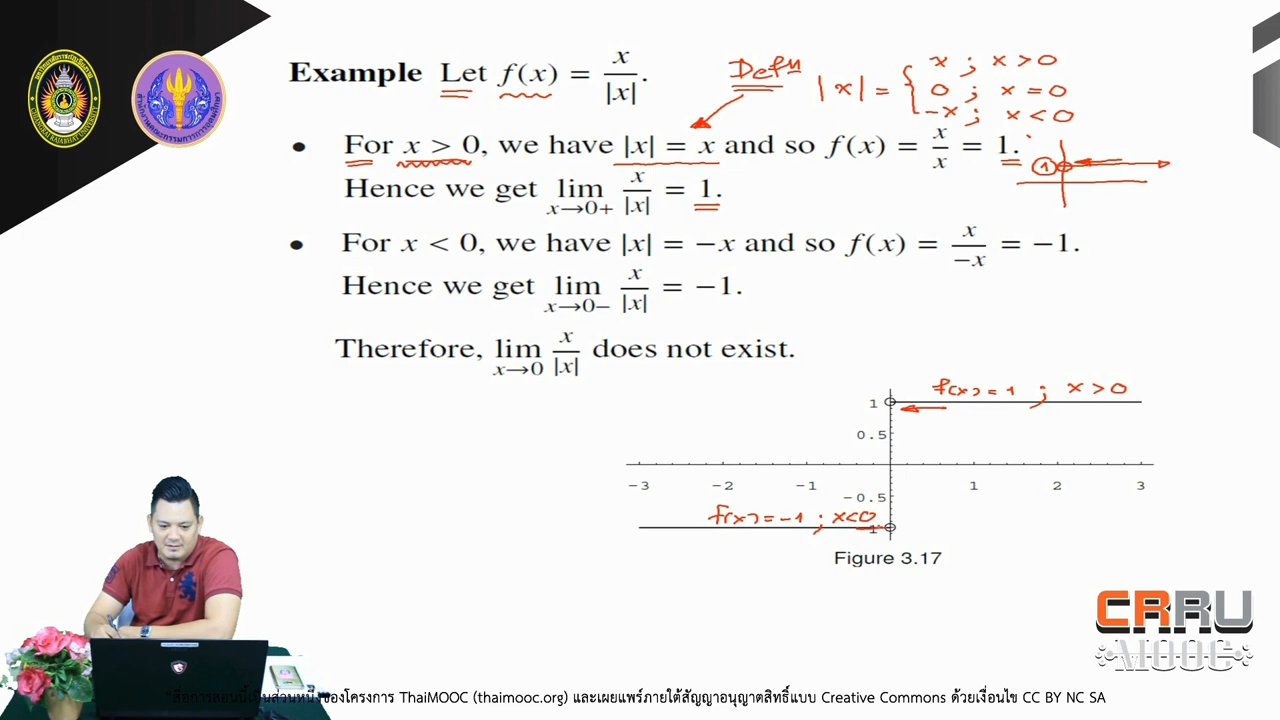 Example Let f(x) = x/|x|.
Defn |x| = { x ; x > 0
0 ; x = 0
-x ; x < 0
• For x > 0, we have |x| = x and so f(x) = x/x = 1.
1
Hence we get lim x→0+ x/|x| = 1.
• For x < 0, we have |x| = −x and so f(x) = x/−x = −1.
Hence we get lim x→0− x/|x| = −1.
Therefore, lim x→0 x/|x| does not exist.
f(x) = 1 ; x > 0
1
0.5
−3 −2 −1 1 2 3
−0.5
f(x) = -1 ; x<0
Figure 3.17
CRRU
MOOC
สื่อการสอนนี้เป็นส่วนหนึ่งของโครงการ ThaiMOOC (thaimooc.org) และเผยแพร่ภายใต้สัญญาอนุญาตสิทธิ์แบบ Creative Commons ด้วยเงื่อนไข CC BY NC SA